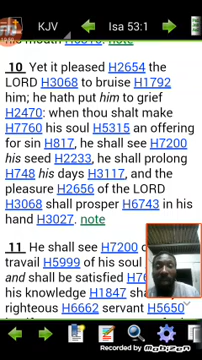 KJV
Isa 53:1
note
10 Yet it pleased H2654 the
LORD H3068 to bruise H1792
him; he hath put him to grief
H2470: when thou shalt make
H7760 his soul H5315 an offering
for sin H817, he shall see H7200
his seed H2233, he shall prolong
H748 his days H3117, and the
pleasure H2656 of the LORD
H3068 shall prosper H6743 in his
hand H3027. note
11 He shall see H7200 o
travail H5999 of his soul
and shall be satisfied H7
his knowledge H1847 sha
righteous H6662 servant H5650
Recorded by
Mobizen